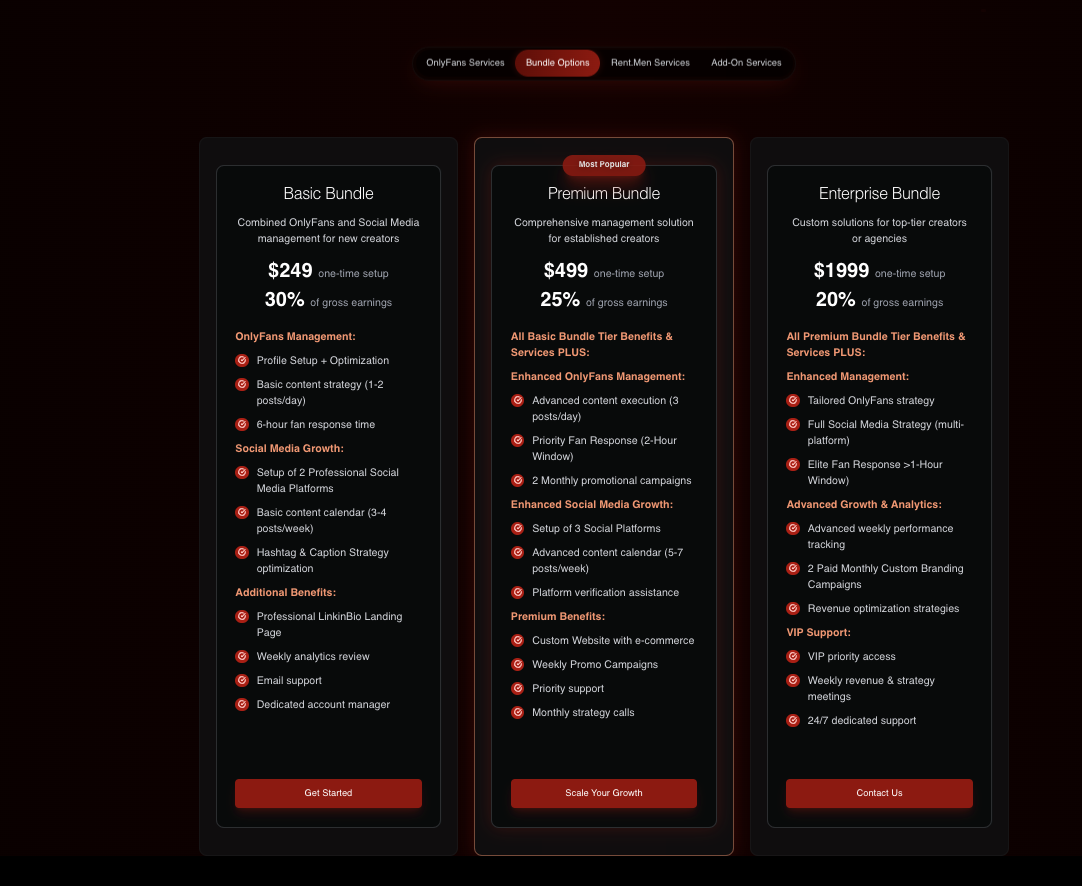 OnlyFans Services
Bundle Options
Rent.Men Services
Add-On Services
Basic Bundle
Combined OnlyFans and Social Media
management for new creators
$249 one-time setup
30% of gross earnings
OnlyFans Management:
Profile Setup + Optimization
Basic content strategy (1-2
posts/day)
6-hour fan response time
Social Media Growth:
Setup of 2 Professional Social
Media Platforms
Basic content calendar (3-4
posts/week)
Hashtag & Caption Strategy
optimization
Additional Benefits:
Professional LinkinBio Landing
Page
Weekly analytics review
Email support
Dedicated account manager
Get Started
Most Popular
Premium Bundle
Comprehensive management solution
for established creators
$499 one-time setup
25% of gross earnings
All Basic Bundle Tier Benefits &
Services PLUS:
Enhanced OnlyFans Management:
Advanced content execution (3
posts/day)
Priority Fan Response (2-Hour
Window)
2 Monthly promotional campaigns
Enhanced Social Media Growth:
Setup of 3 Social Platforms
Advanced content calendar (5-7
posts/week)
Platform verification assistance
Premium Benefits:
Custom Website with e-commerce
Weekly Promo Campaigns
Priority support
Monthly strategy calls
Scale Your Growth
Enterprise Bundle
Custom solutions for top-tier creators
or agencies
$1999 one-time setup
20% of gross earnings
All Premium Bundle Tier Benefits &
Services PLUS:
Enhanced Management:
Tailored OnlyFans strategy
Full Social Media Strategy (multi-
platform)
Elite Fan Response >1-Hour
Window)
Advanced Growth & Analytics:
Advanced weekly performance
tracking
2 Paid Monthly Custom Branding
Campaigns
Revenue optimization strategies
VIP Support:
VIP priority access
Weekly revenue & strategy
meetings
24/7 dedicated support
Contact Us